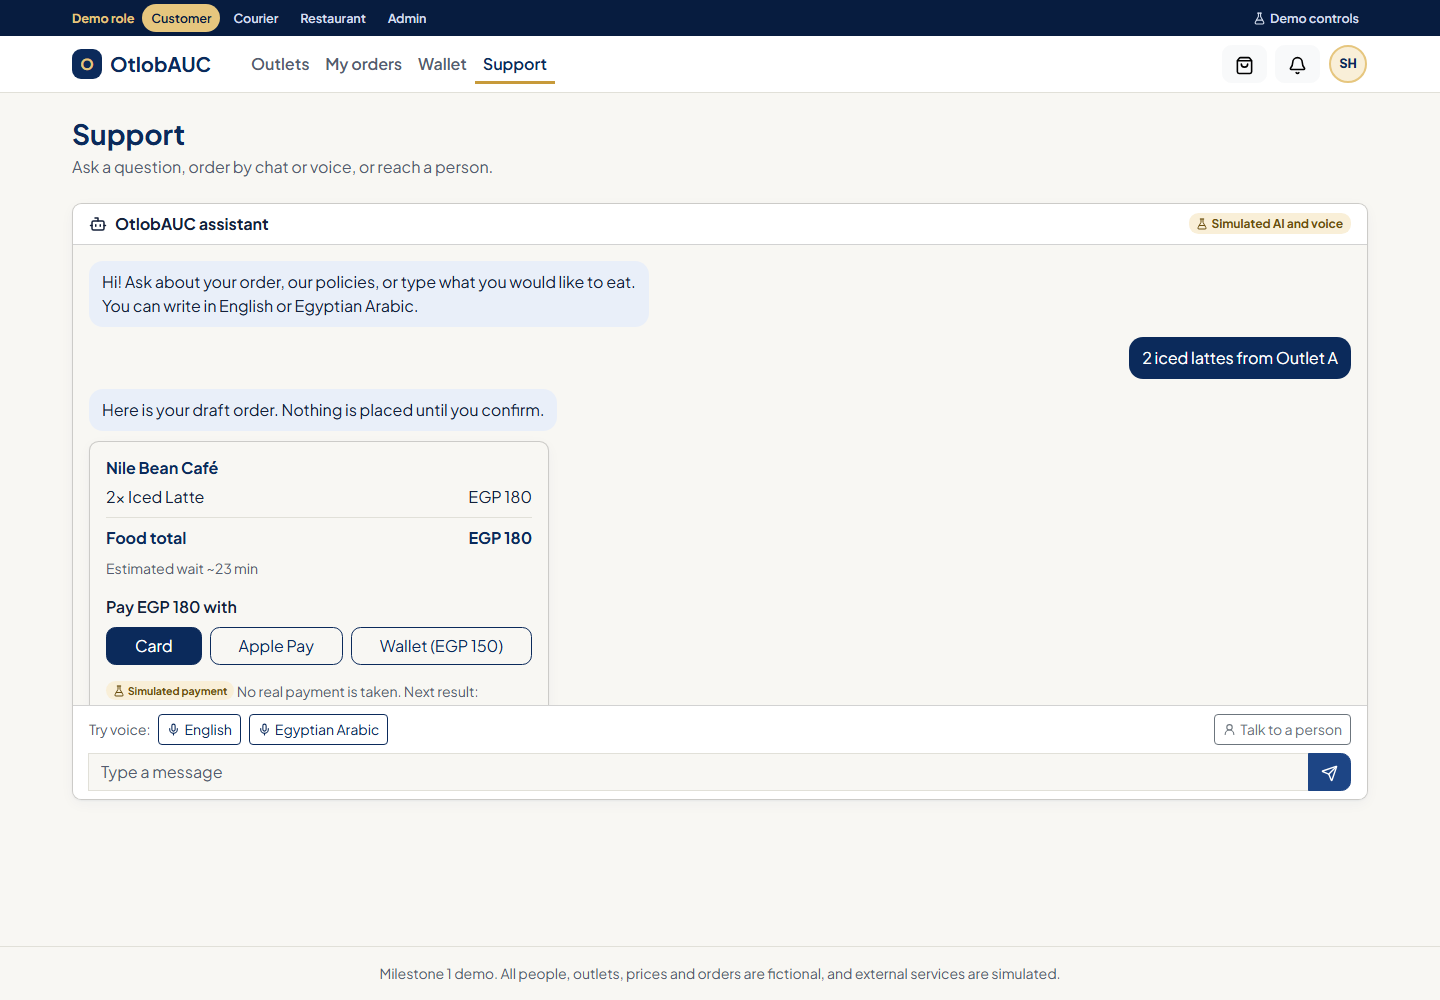 Demo role Customer Courier Restaurant Admin Demo controls
OtlobAUC Outlets My orders Wallet Support SH
Support
Ask a question, order by chat or voice, or reach a person.
OtlobAUC assistant Simulated AI and voice
Hi! Ask about your order, our policies, or type what you would like to eat.
You can write in English or Egyptian Arabic.
2 iced lattes from Outlet A
Here is your draft order. Nothing is placed until you confirm.
Nile Bean Café
2× Iced Latte EGP 180
Food total EGP 180
Estimated wait ~23 min
Pay EGP 180 with
Card Apple Pay Wallet (EGP 150)
Simulated payment No real payment is taken. Next result:
Try voice: English Egyptian Arabic Talk to a person
Type a message
Milestone 1 demo. All people, outlets, prices and orders are fictional, and external services are simulated.